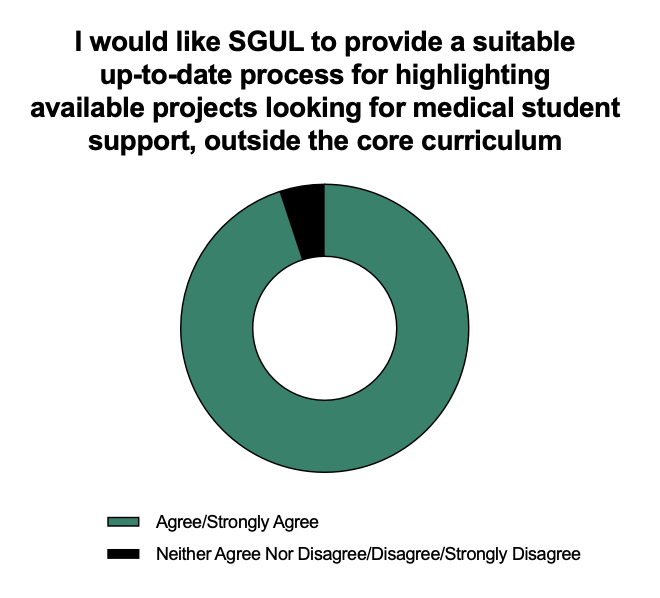 I would like SGUL to provide a suitable
up-to-date process for highlighting
available projects looking for medical student
support, outside the core curriculum
Agree/Strongly Agree
Neither Agree Nor Disagree/Disagree/Strongly Disagree